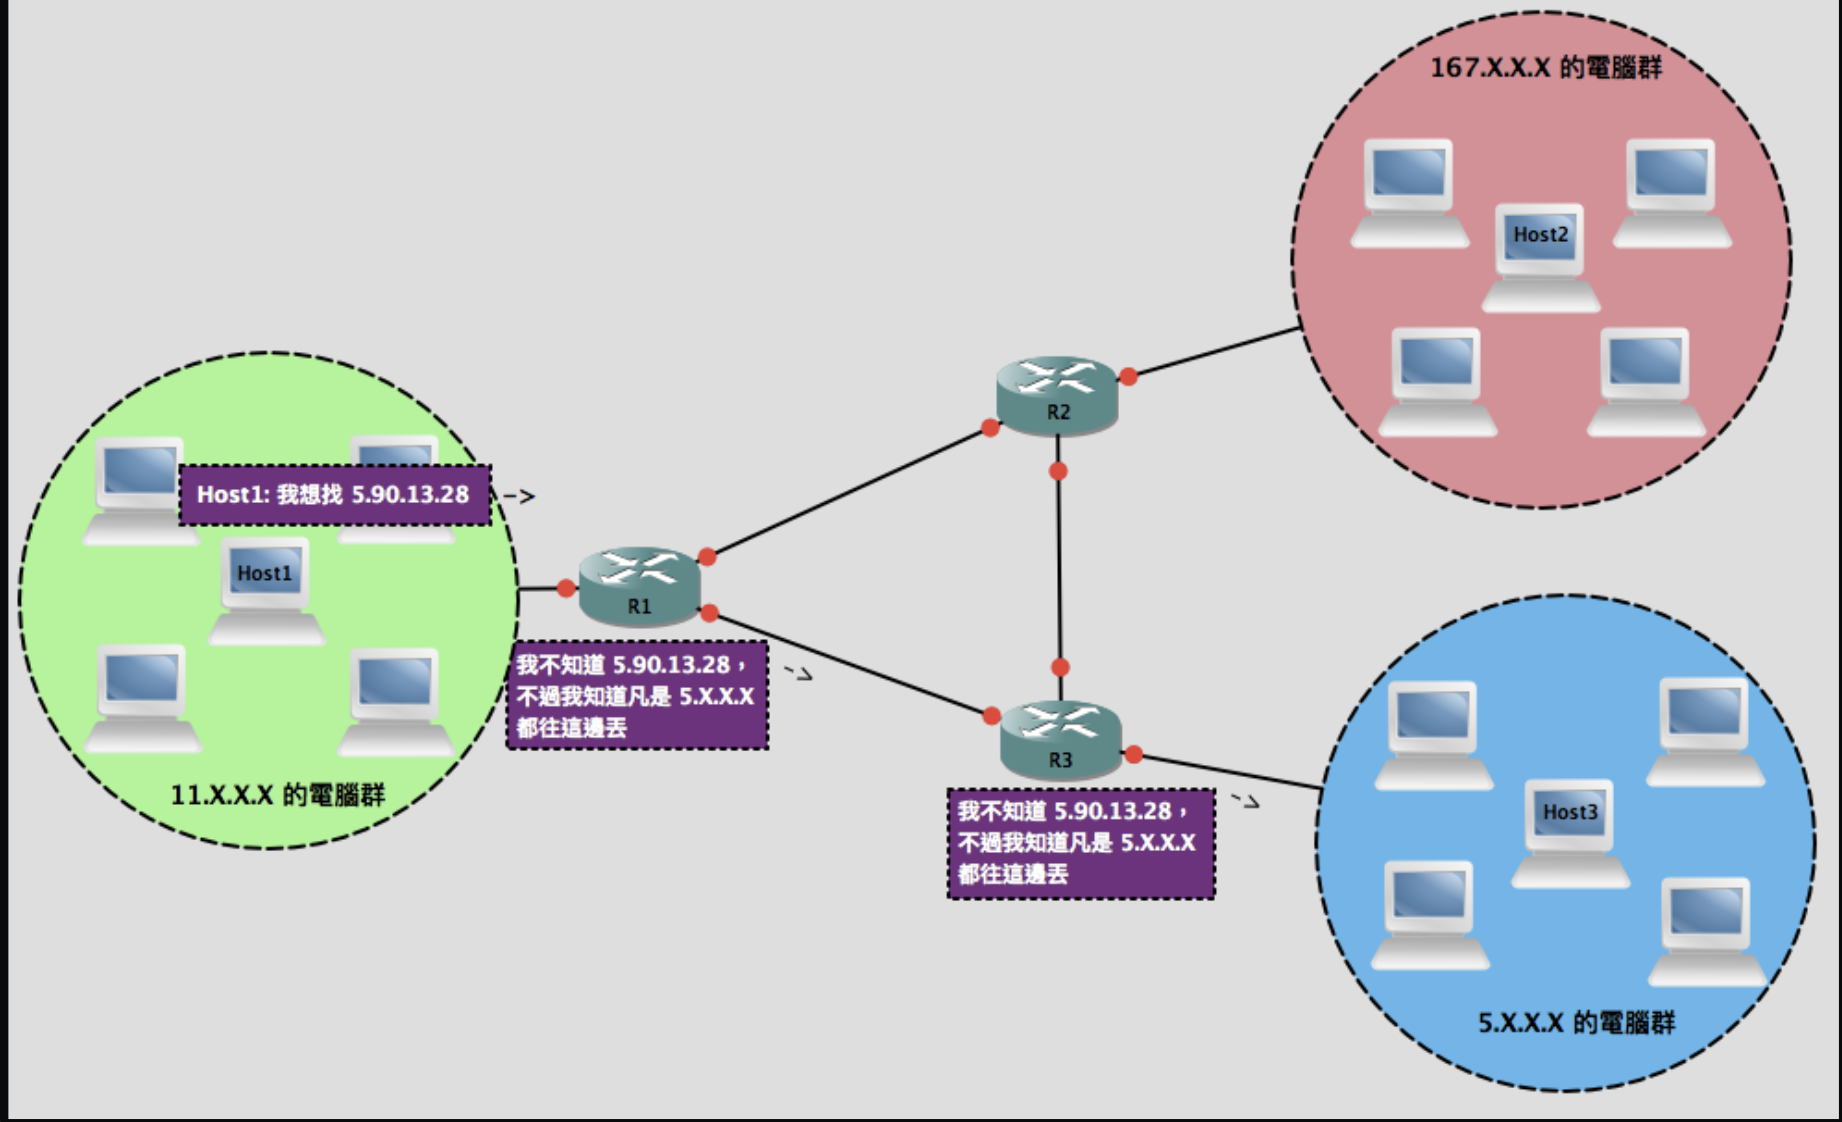 167.X.X.X 的電腦群
Host2
R2
Host1: 我想找 5.90.13.28 ->
Host1
R1
我不知道 5.90.13.28，
不過我知道凡是 5.X.X.X
都往這邊丟
->
11.X.X.X 的電腦群
R3
我不知道 5.90.13.28，
不過我知道凡是 5.X.X.X
都往這邊丟
->
Host3
5.X.X.X 的電腦群